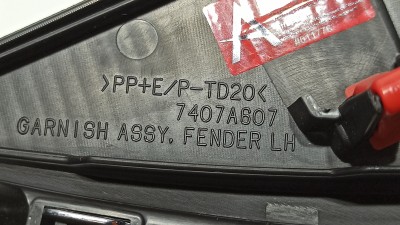 >PP+E/P-TD20<
7407A607
GARNISH ASSY, FENDER LH